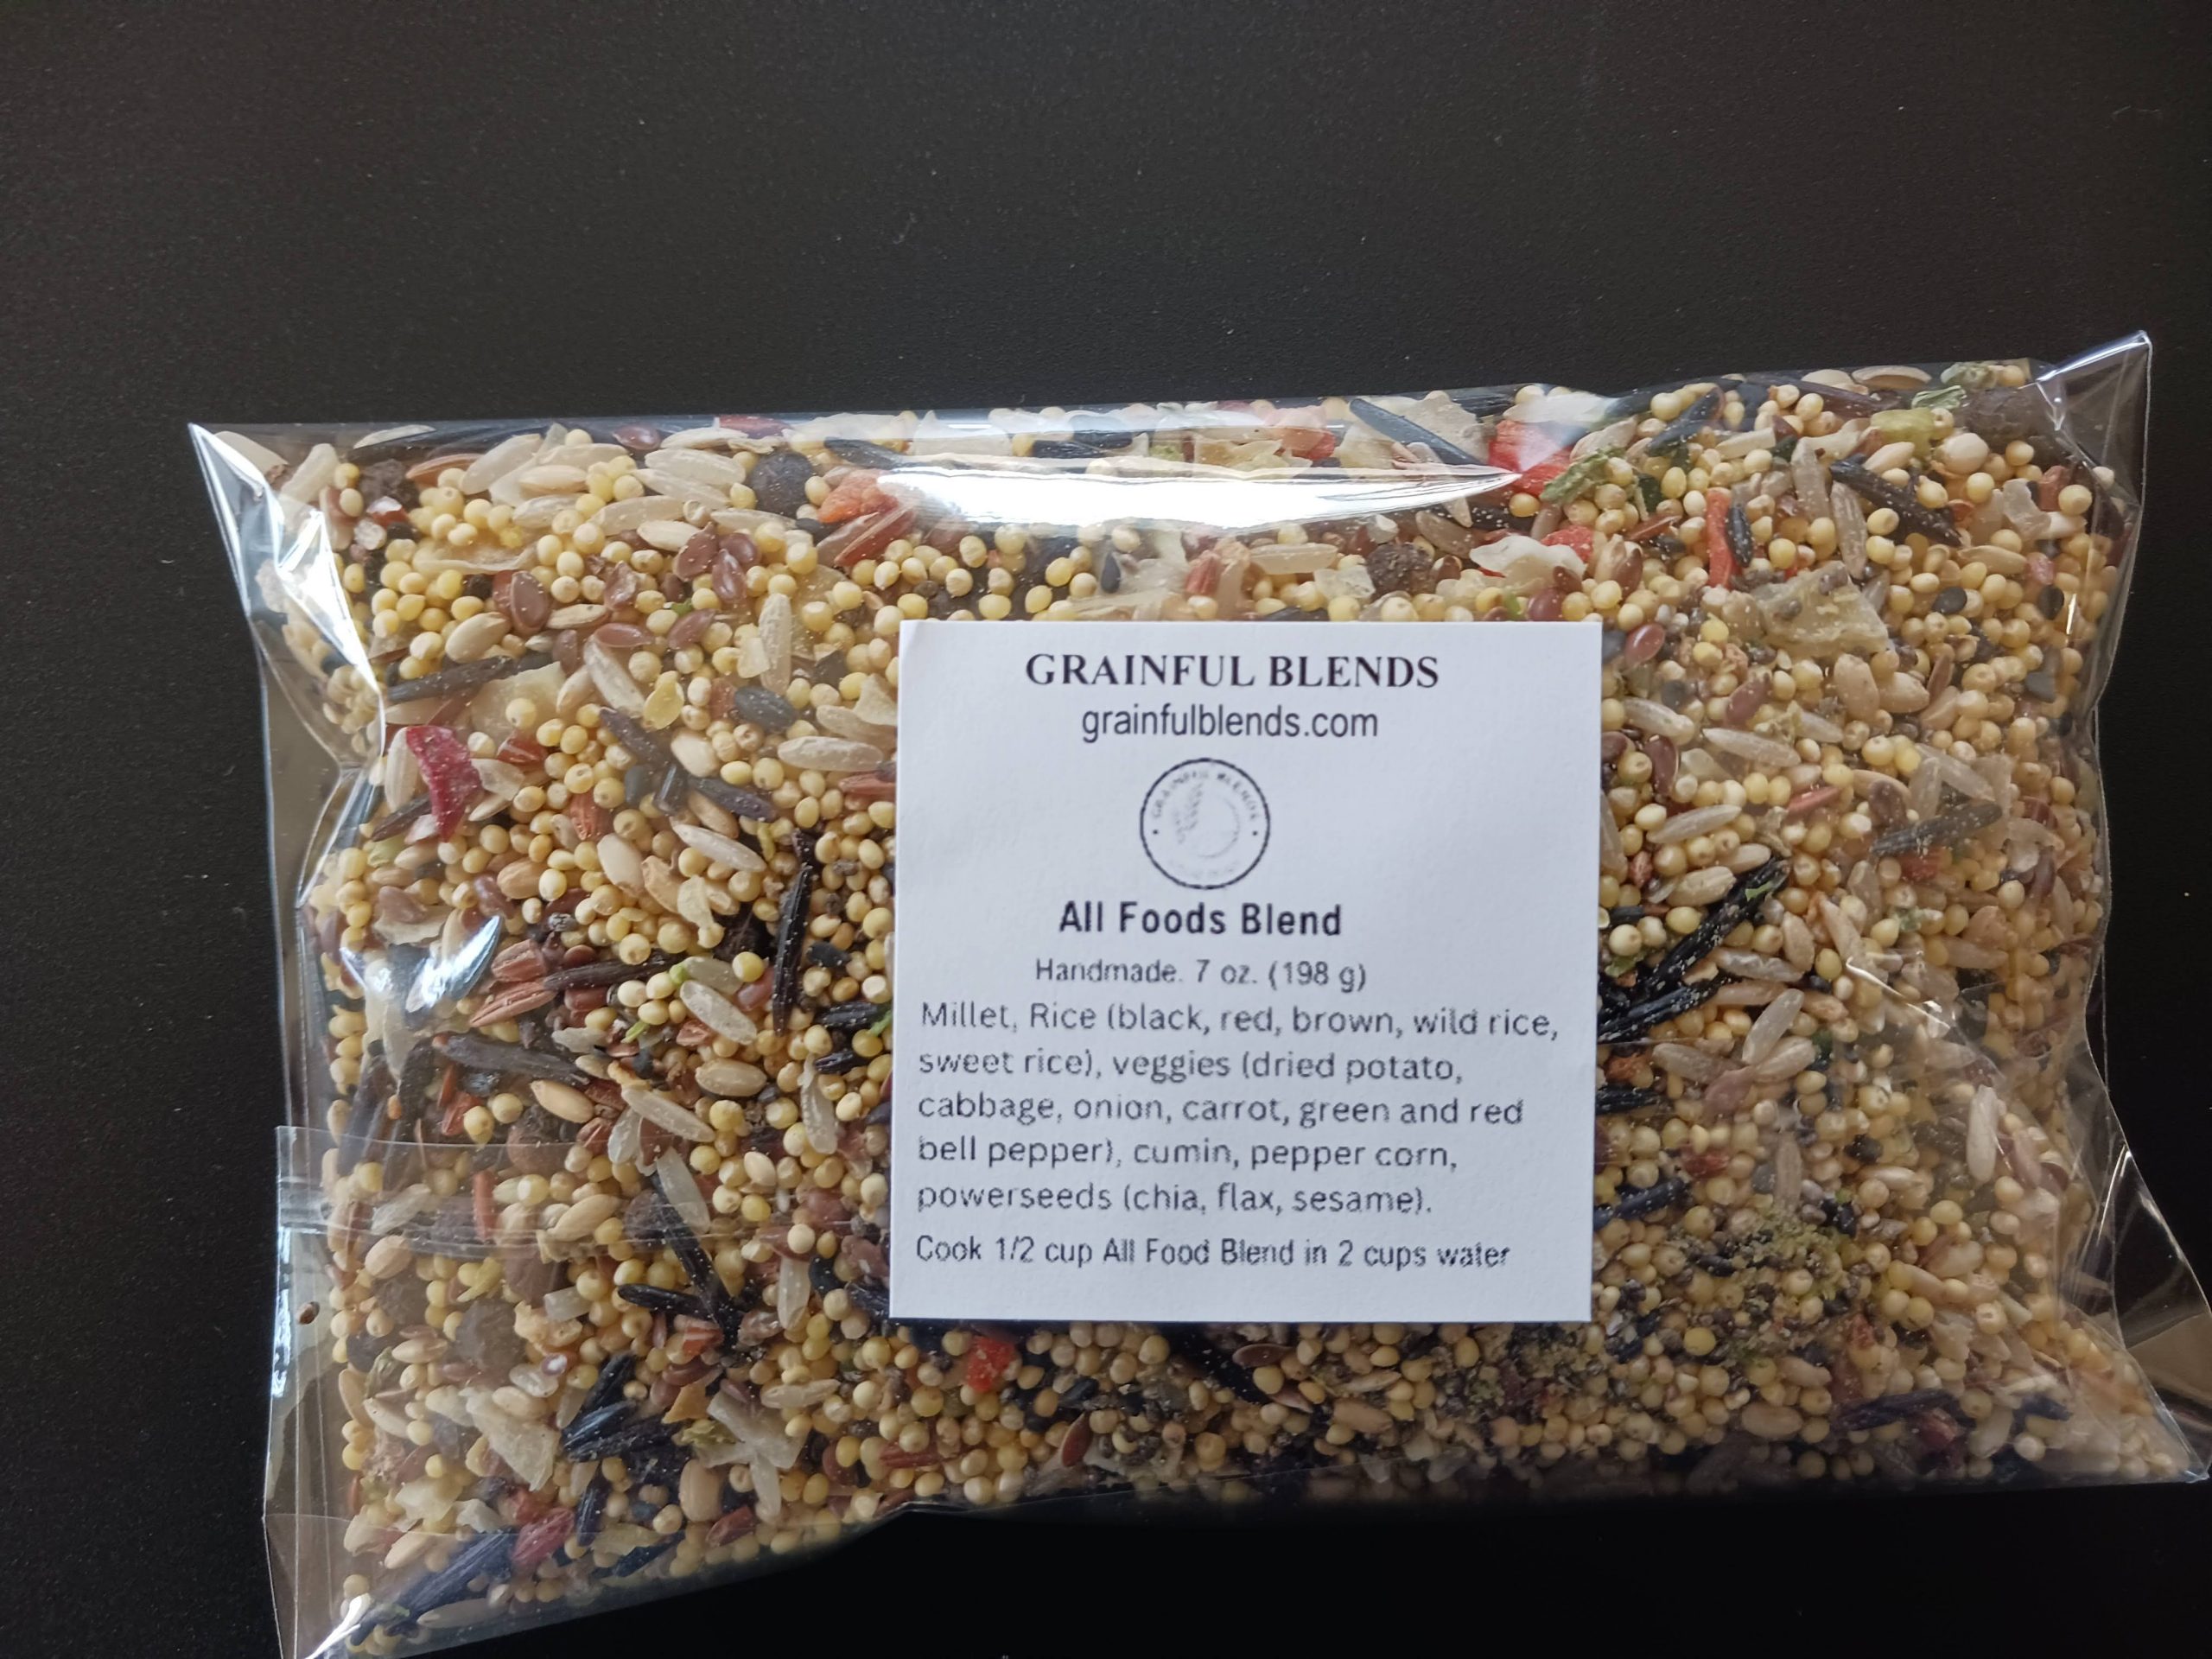 GRAINFUL BLENDS
grainfulblends.com
GRAINFUL BLENDS
All Foods Blend
Handmade. 7 oz. (198 g)
Millet, Rice (black, red, brown, wild rice,
sweet rice), veggies (dried potato,
cabbage, onion, carrot, green and red
bell pepper), cumin, pepper corn,
powerseeds (chia, flax, sesame).
Cook 1/2 cup All Food Blend in 2 cups water